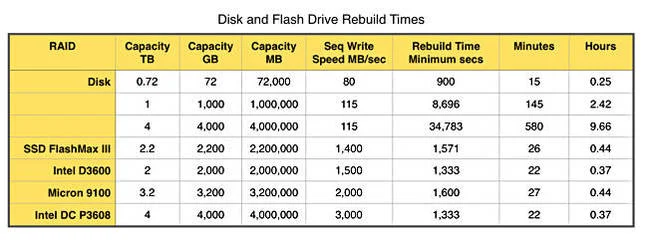 Disk and Flash Drive Rebuild Times
RAID Capacity TB Capacity GB Capacity MB Seq Write Speed MB/sec Rebuild Time Minimum secs Minutes Hours
Disk 0.72 72 72,000 80 900 15 0.25
1 1,000 1,000,000 115 8,696 145 2.42
4 4,000 4,000,000 115 34,783 580 9.66
SSD FlashMax III 2.2 2,200 2,200,000 1,400 1,571 26 0.44
Intel D3600 2 2,000 2,000,000 1,500 1,333 22 0.37
Micron 9100 3.2 3,200 3,200,000 2,000 1,600 27 0.44
Intel DC P3608 4 4,000 4,000,000 3,000 1,333 22 0.37